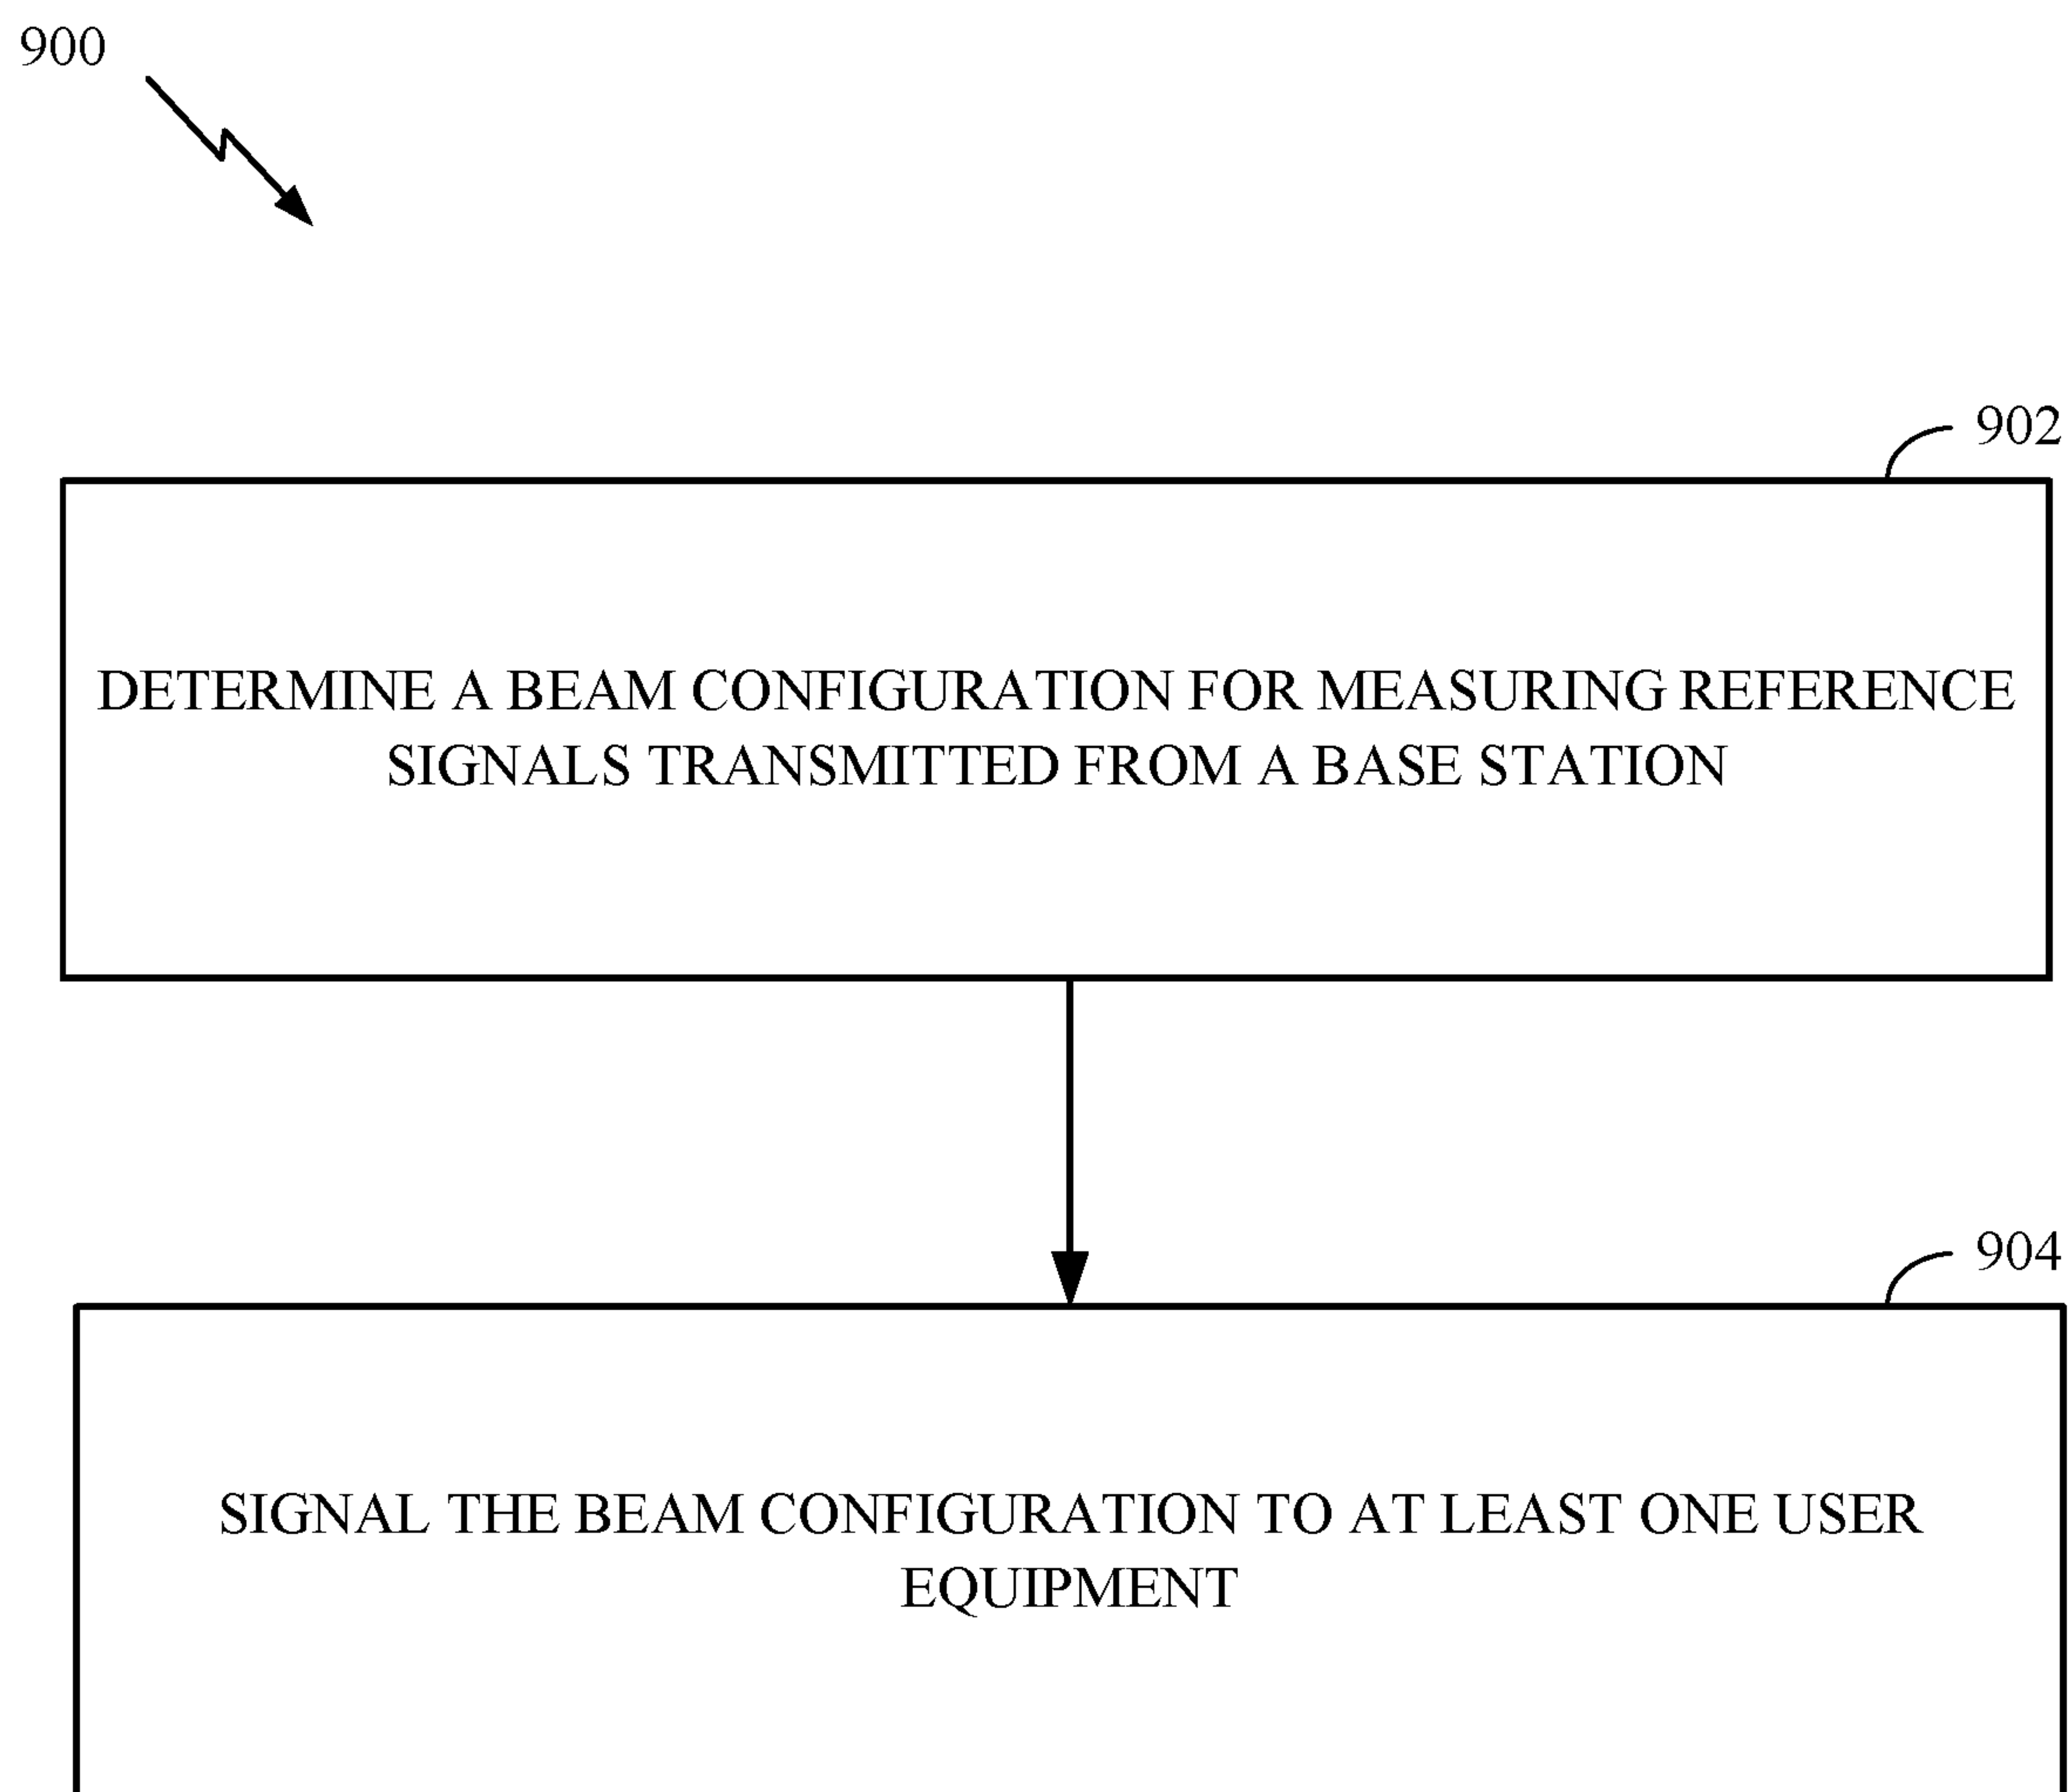 900
902
DETERMINE A BEAM CONFIGURATION FOR MEASURING REFERENCE
SIGNALS TRANSMITTED FROM A BASE STATION
904
SIGNAL THE BEAM CONFIGURATION TO AT LEAST ONE USER
EQUIPMENT